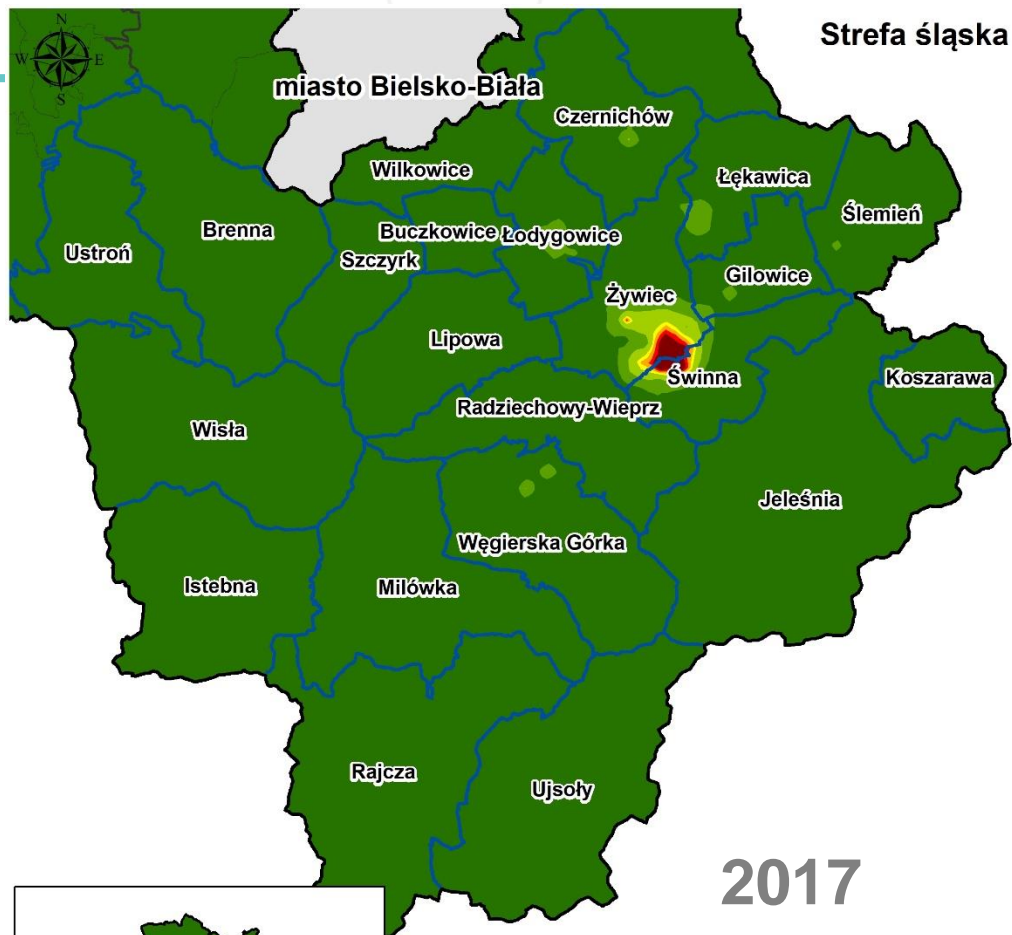 N
W E
S
Strefa śląska
miasto Bielsko-Biała
Czernichów
Wilkowice
Łękawica
Ślemień
Brenna
Buczkowice
Łodygowice
Ustroń
Szczyrk
Gilowice
Żywiec
Lipowa
Świnna
Koszarawa
Radziechowy-Wieprz
Wisła
Jeleśnia
Węgierska Górka
Istebna
Milówka
Rajcza
Ujsoły
2017